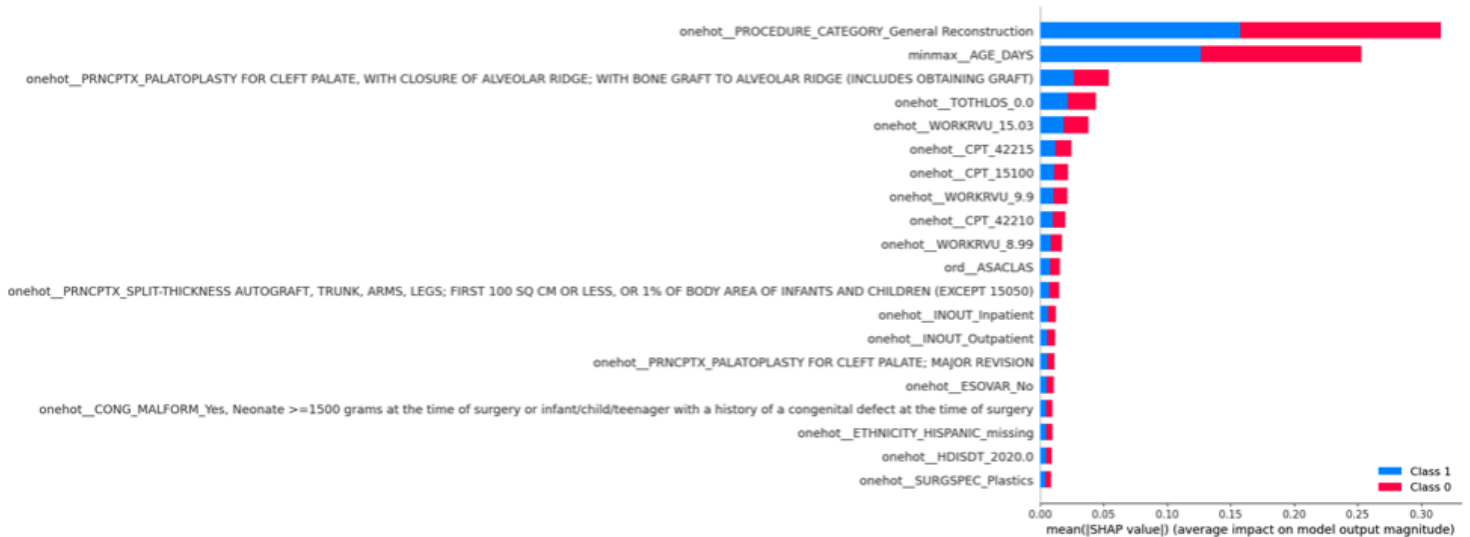 onehot__PROCEDURE_CATEGORY_General Reconstruction
minmax__AGE_DAYS
onehot__PRNCPTX_PALATOPLASTY FOR CLEFT PALATE, WITH CLOSURE OF ALVEOLAR RIDGE; WITH BONE GRAFT TO ALVEOLAR RIDGE (INCLUDES OBTAINING GRAFT)
onehot__TOTHLOS_0.0
onehot__WORKRVU_15.03
onehot__CPT_42215
onehot__CPT_15100
onehot__WORKRVU_9.9
onehot__CPT_42210
onehot__WORKRVU_8.99
ord__ASACLAS
onehot__PRNCPTX_SPLIT-THICKNESS AUTOGRAFT, TRUNK, ARMS, LEGS; FIRST 100 SQ CM OR LESS, OR 1% OF BODY AREA OF INFANTS AND CHILDREN (EXCEPT 15050)
onehot__INOUT_Inpatient
onehot__INOUT_Outpatient
onehot__PRNCPTX_PALATOPLASTY FOR CLEFT PALATE; MAJOR REVISION
onehot__ESOVAR_No
onehot__CONG_MALFORM_Yes, Neonate >=1500 grams at the time of surgery or infant/child/teenager with a history of a congenital defect at the time of surgery
onehot__ETHNICITY_HISPANIC_missing
onehot__HDISDT_2020.0
onehot__SURGSPEC_Plastics
Class 1
Class 0
0.00 0.05 0.10 0.15 0.20 0.25 0.30
mean(|SHAP value|) (average impact on model output magnitude)